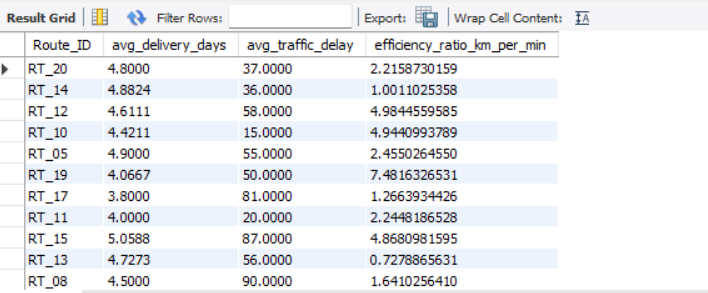 Result Grid Filter Rows: Export: Wrap Cell Content:
Route_ID avg_delivery_days avg_traffic_delay efficiency_ratio_km_per_min
RT_20 4.8000 37.0000 2.2158730159
RT_14 4.8824 36.0000 1.0011025358
RT_12 4.6111 58.0000 4.9844559585
RT_10 4.4211 15.0000 4.9440993789
RT_05 4.9000 55.0000 2.4550264550
RT_19 4.0667 50.0000 7.4816326531
RT_17 3.8000 81.0000 1.2663934426
RT_11 4.0000 20.0000 2.2448186528
RT_15 5.0588 87.0000 4.8680981595
RT_13 4.7273 56.0000 0.7278865631
RT_08 4.5000 90.0000 1.6410256410